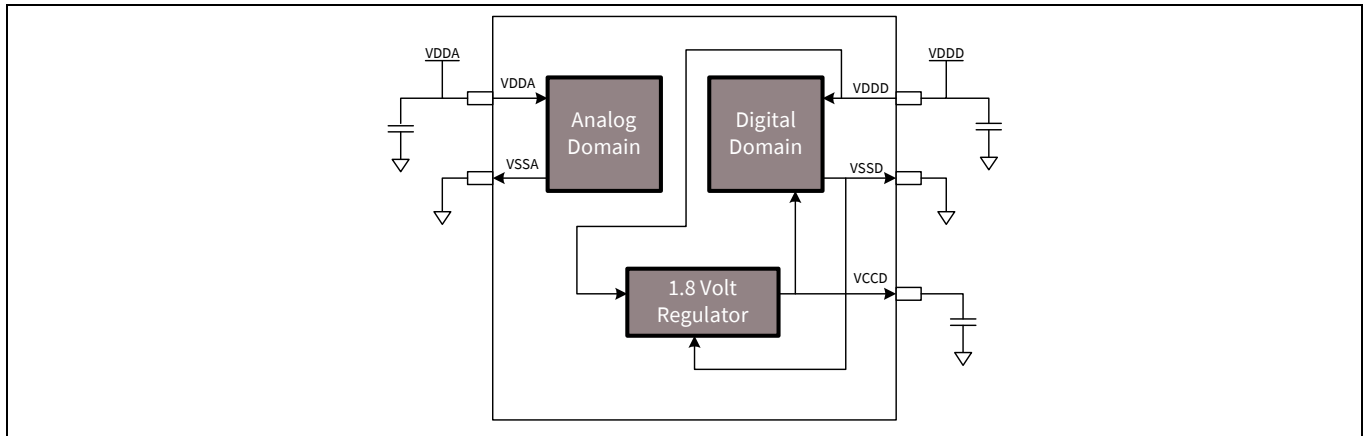 VDDA
VDDD
VDDA
VDDD
Analog
Domain
Digital
Domain
VSSA
VSSD
1.8 Volt
Regulator
VCCD